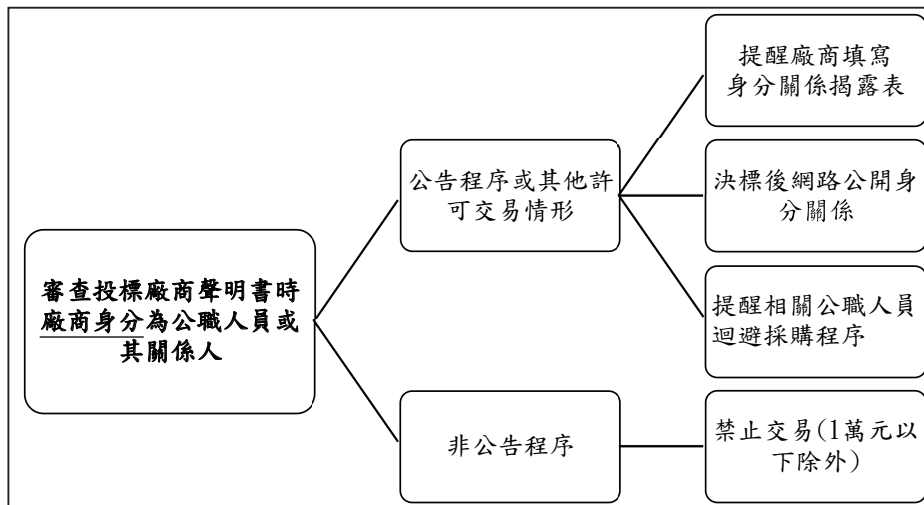 審查投標廠商聲明書時
廠商身分為公職人員或
其關係人
公告程序或其他許
可交易情形
提醒廠商填寫
身分關係揭露表
決標後網路公開身
分關係
提醒相關公職人員
迴避採購程序
非公告程序
禁止交易(1萬元以
下除外)